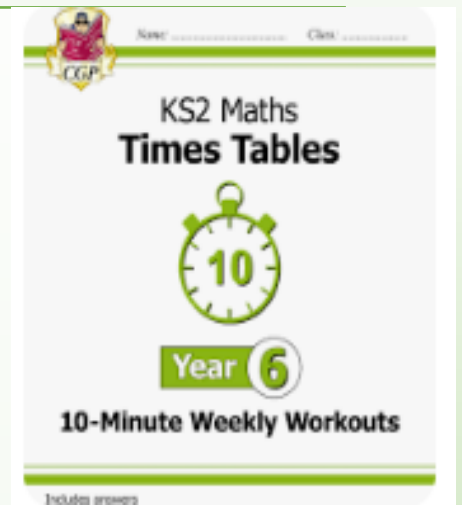 Name: ........................ Class: ..............
CGP
KS2 Maths
Times Tables
10
Year 6
10-Minute Weekly Workouts
Includes answers